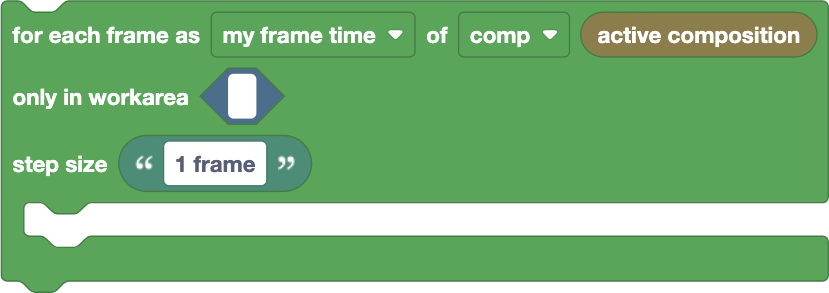 for each frame as my frame time of comp active composition
only in workarea
step size “ 1 frame ”